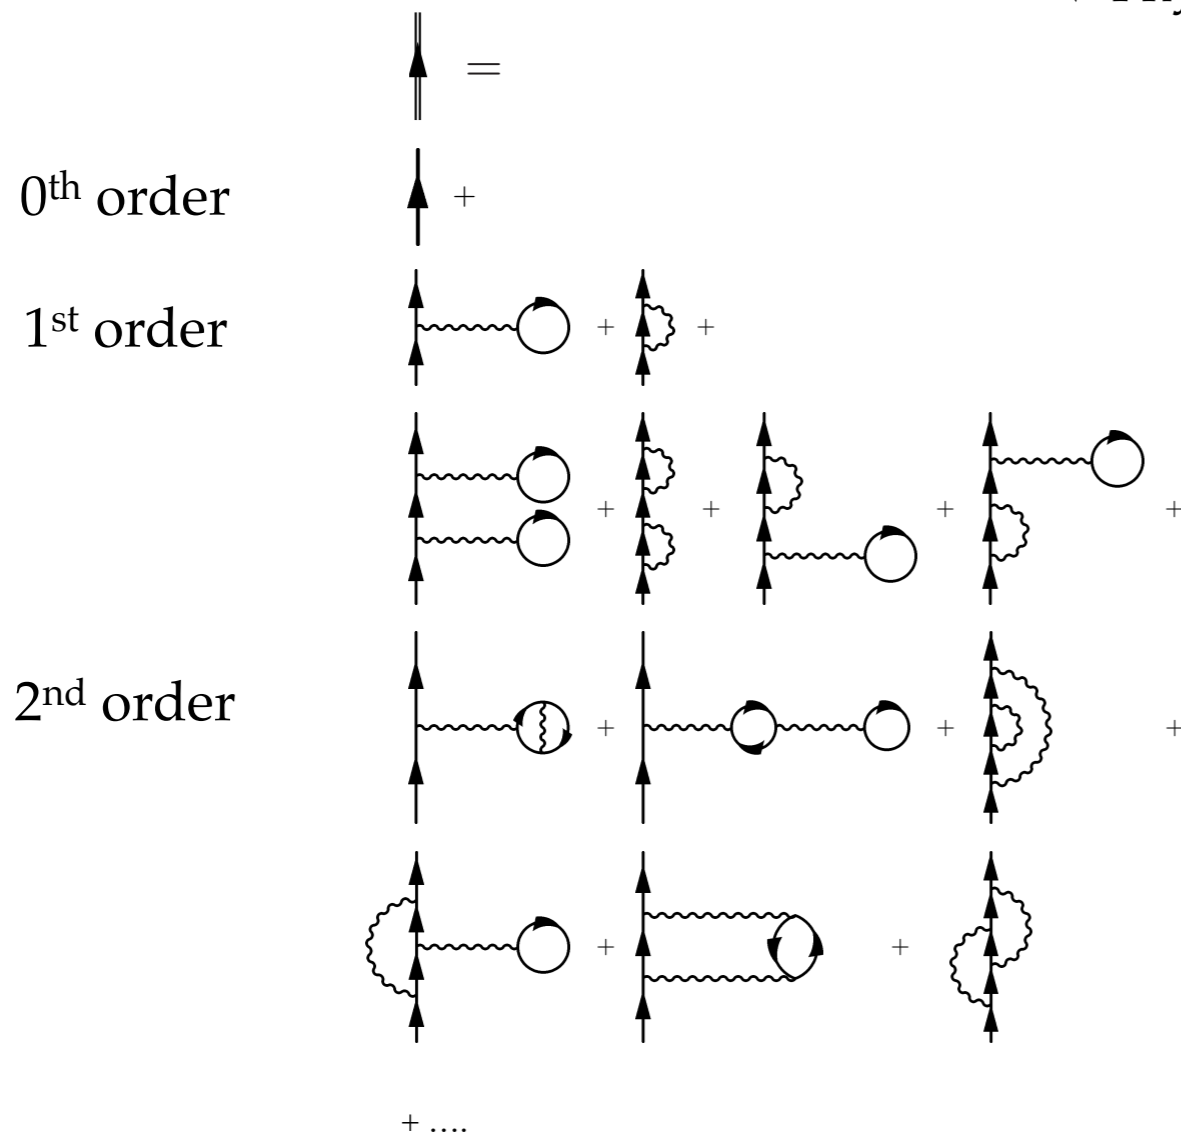 =
0th order +
1st order + +
+ + + +
2nd order + + +
+ +
+ ....